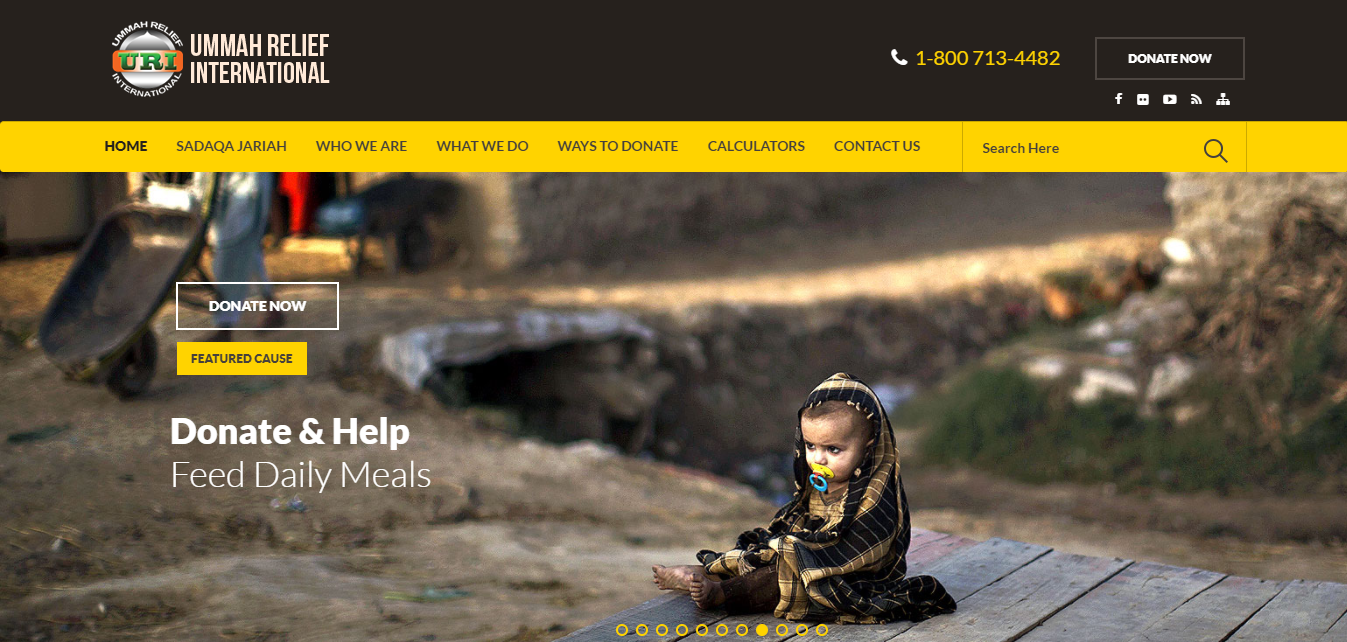 UMMAH RELIEF
URI
INTERNATIONAL
UMMAH RELIEF
INTERNATIONAL
1-800 713-4482
DONATE NOW
HOME SADAQA JARIAH WHO WE ARE WHAT WE DO WAYS TO DONATE CALCULATORS CONTACT US Search Here
DONATE NOW
FEATURED CAUSE
Donate & Help
Feed Daily Meals